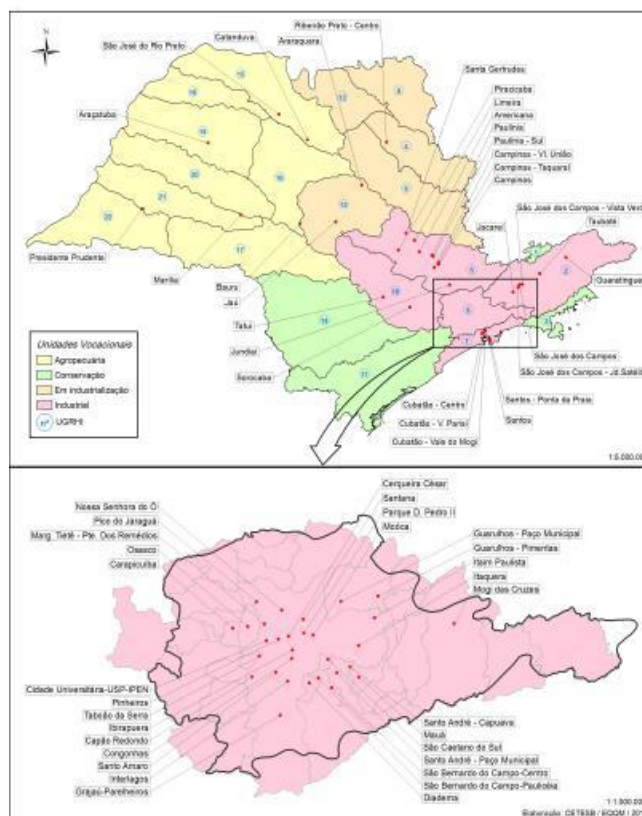 N
Ribeirão Preto - Centro
Catanduva
Araraquara
São José do Rio Preto
Santa Gertrudes
Piracicaba
Limeira
Americana
Paulínia
Paulínia - Sul
Campinas - Vl. União
Campinas - Taquaral
Campinas
Araçatuba
São José dos Campos - Vista Verde
Jacareí
Taubaté
Guaratinguetá
Presidente Prudente
Marília
Bauru
Jaú
Tatuí
Jundiaí
Sorocaba
São José dos Campos
São José dos Campos - Jd.Satélite
Santos - Ponta da Praia
Santos
Cubatão - Centro
Cubatão - V. Parisi
Cubatão - Vale do Mogi
Unidades Vocacionais
Agropecuária
Conservação
Em industrialização
Industrial
nº UGRHI
Cerqueira César
Santana
Parque D. Pedro II
Moóca
Nossa Senhora do Ó
Pico do Jaraguá
Marg. Tietê - Pte. Dos Remédios
Osasco
Carapicuíba
Guarulhos - Paço Municipal
Guarulhos - Pimentas
Itaim Paulista
Itaquera
Mogi das Cruzes
Cidade Universitária-USP-IPEN
Pinheiros
Taboão da Serra
Ibirapuera
Capão Redondo
Congonhas
Santo Amaro
Interlagos
Grajaú-Parelheiros
Santo André - Capuava
Mauá
São Caetano do Sul
Santo André - Paço Municipal
São Bernardo do Campo-Centro
São Bernardo do Campo-Paulicéia
Diadema
Elaboração: CETESB / EQQM / 20